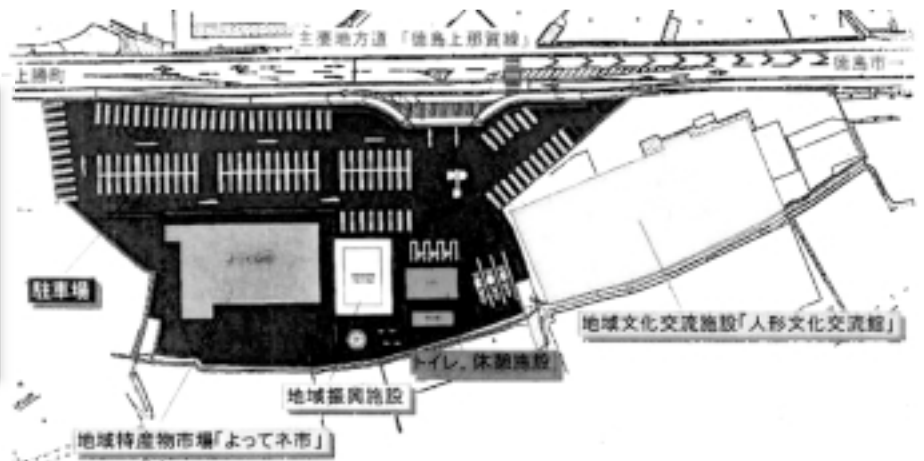 主要地方道 「徳島上那賀線」
上勝町
徳島市
駐車場
地域文化交流施設「人形文化交流館」
トイレ、休憩施設
地域振興施設
地域特産物市場「よってネ市」